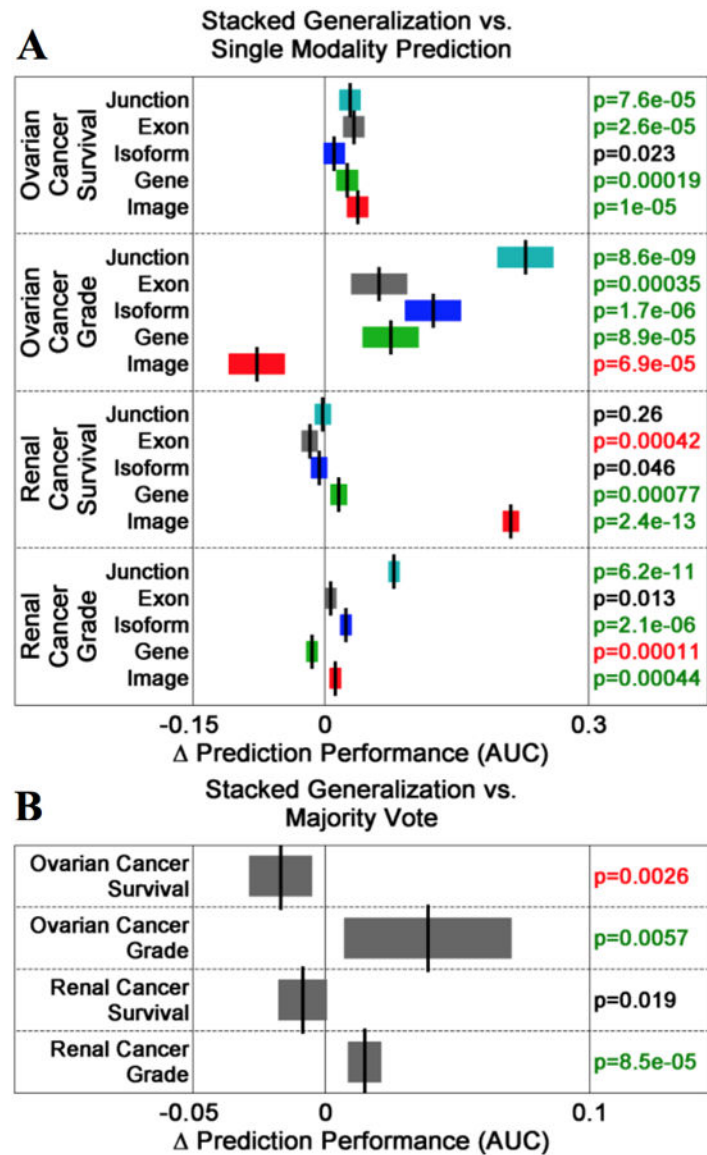 A
Stacked Generalization vs.
Single Modality Prediction
Ovarian
Cancer
Survival
Junction p=7.6e-05
Exon p=2.6e-05
Isoform p=0.023
Gene p=0.00019
Image p=1e-05
Ovarian
Cancer
Grade
Junction p=8.6e-09
Exon p=0.00035
Isoform p=1.7e-06
Gene p=8.9e-05
Image p=6.9e-05
Renal
Cancer
Survival
Junction p=0.26
Exon p=0.00042
Isoform p=0.046
Gene p=0.00077
Image p=2.4e-13
Renal
Cancer
Grade
Junction p=6.2e-11
Exon p=0.013
Isoform p=2.1e-06
Gene p=0.00011
Image p=0.00044
-0.15 0 0.3
Δ Prediction Performance (AUC)
B
Stacked Generalization vs.
Majority Vote
Ovarian Cancer
Survival
p=0.0026
Ovarian Cancer
Grade
p=0.0057
Renal Cancer
Survival
p=0.019
Renal Cancer
Grade
p=8.5e-05
-0.05 0 0.1
Δ Prediction Performance (AUC)